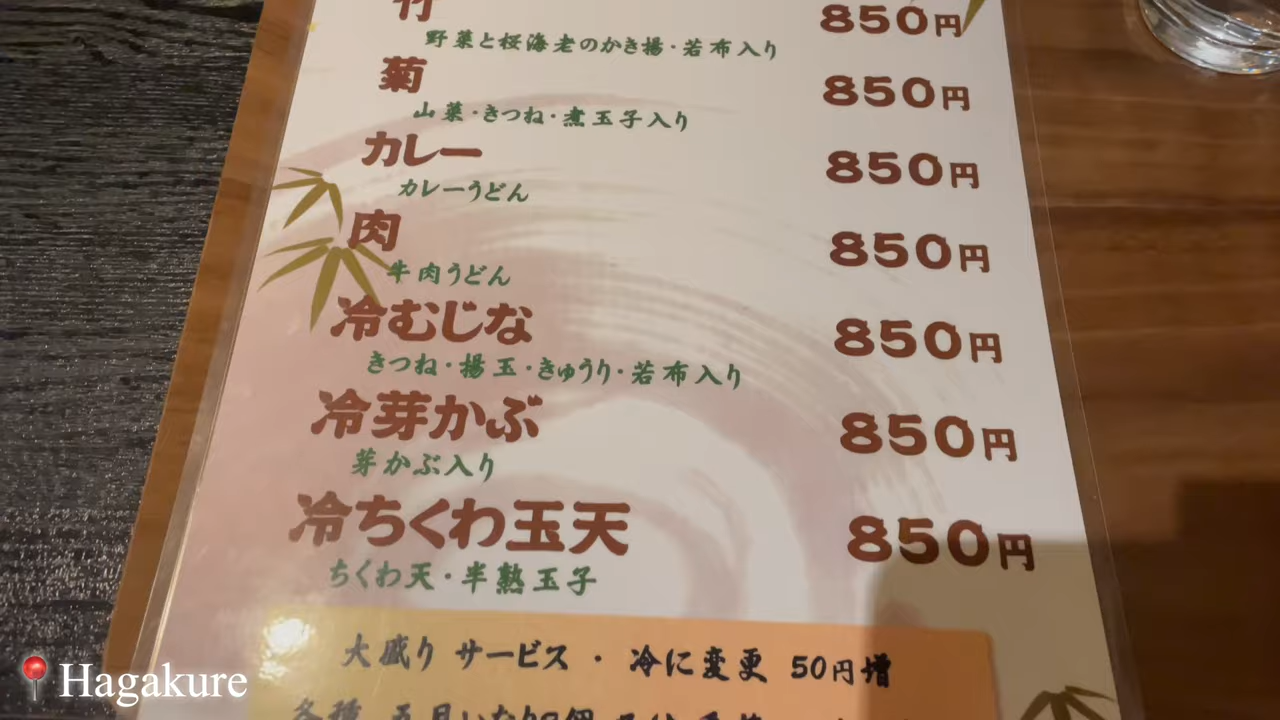 竹 850円
野菜と桜海老のかき揚・若布入り
菊 850円
山菜・きつね・煮玉子入り
カレー 850円
カレーうどん
肉 850円
牛肉うどん
冷むじな 850円
きつね・揚玉・きゅうり・若布入り
冷芽かぶ 850円
芽かぶ入り
冷ちくわ玉天 850円
ちくわ天・半熟玉子
大盛り サービス ・ 冷に変更 50円増
各種
Hagakure